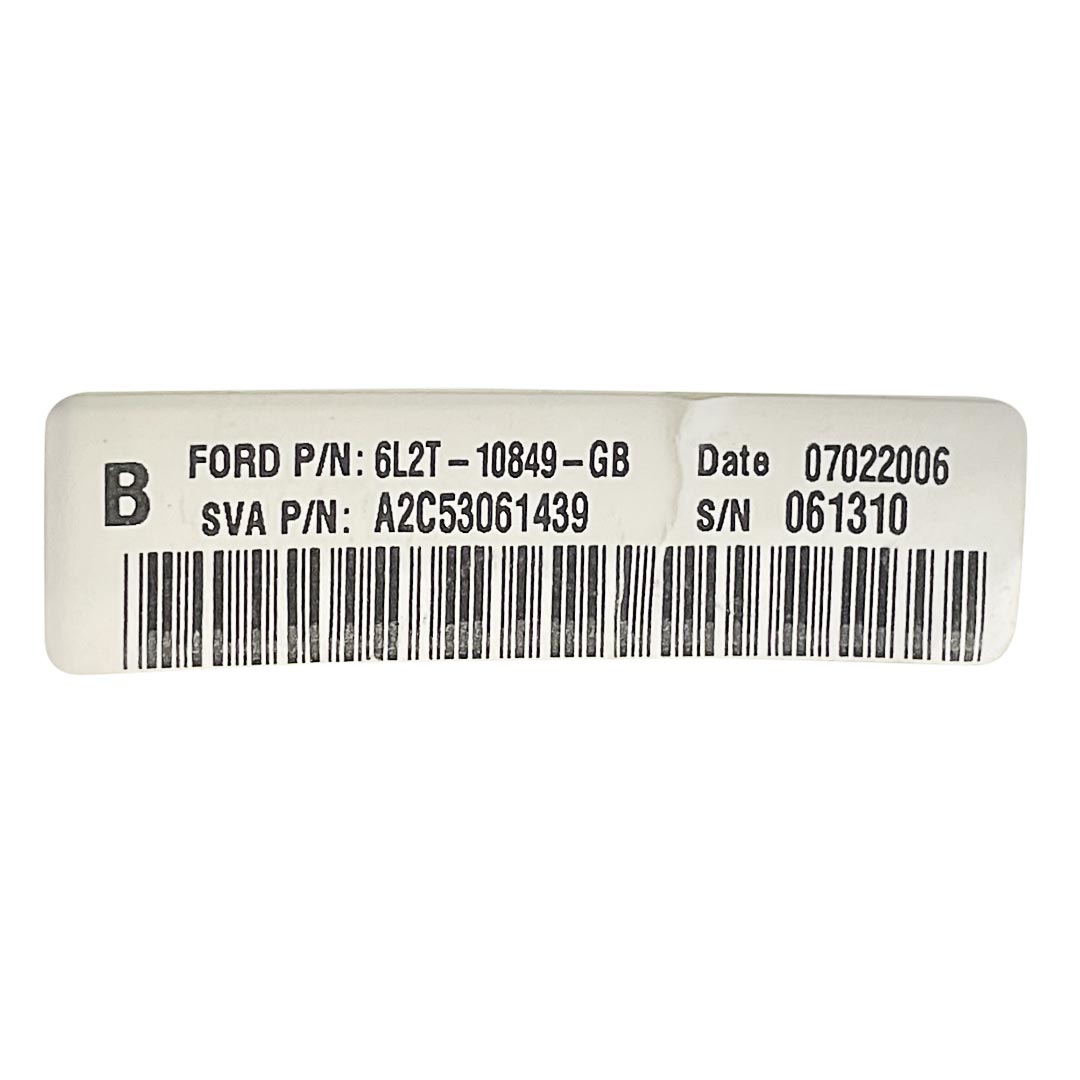 B
FORD P/N: 6L2T-10849-GB Date 07022006
SVA P/N: A2C53061439 S/N 061310